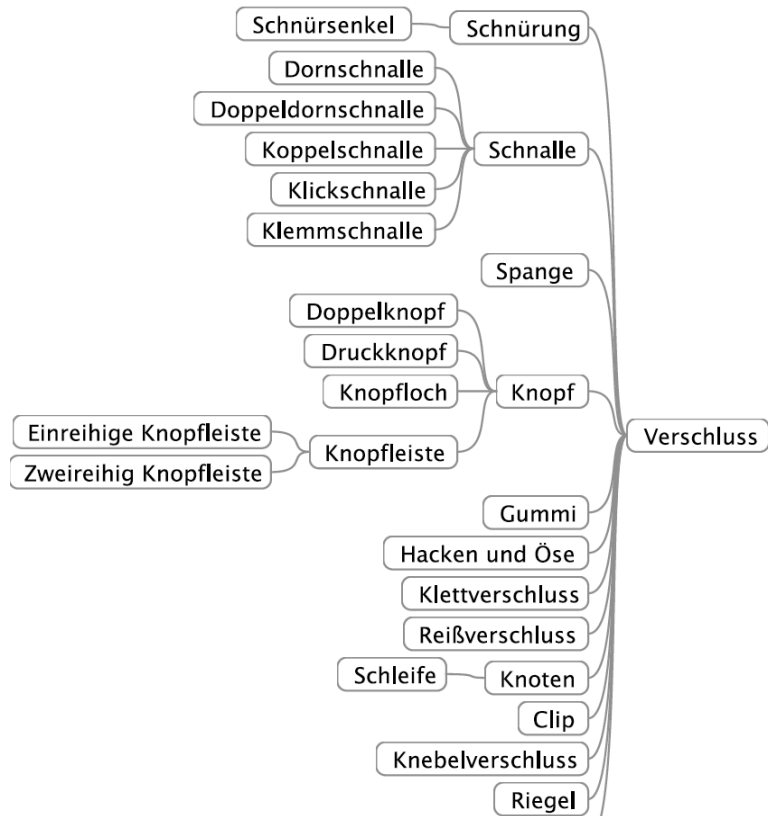 Schnürsenkel Schnürung
Dornschnalle
Doppeldornschnalle
Koppelschnalle Schnalle
Klickschnalle
Klemmschnalle
Spange
Doppelknopf
Druckknopf
Knopfloch Knopf
Einreihige Knopfleiste
Knopfleiste
Zweireihig Knopfleiste
Verschluss
Gummi
Hacken und Öse
Klettverschluss
Reißverschluss
Schleife Knoten
Clip
Knebelverschluss
Riegel